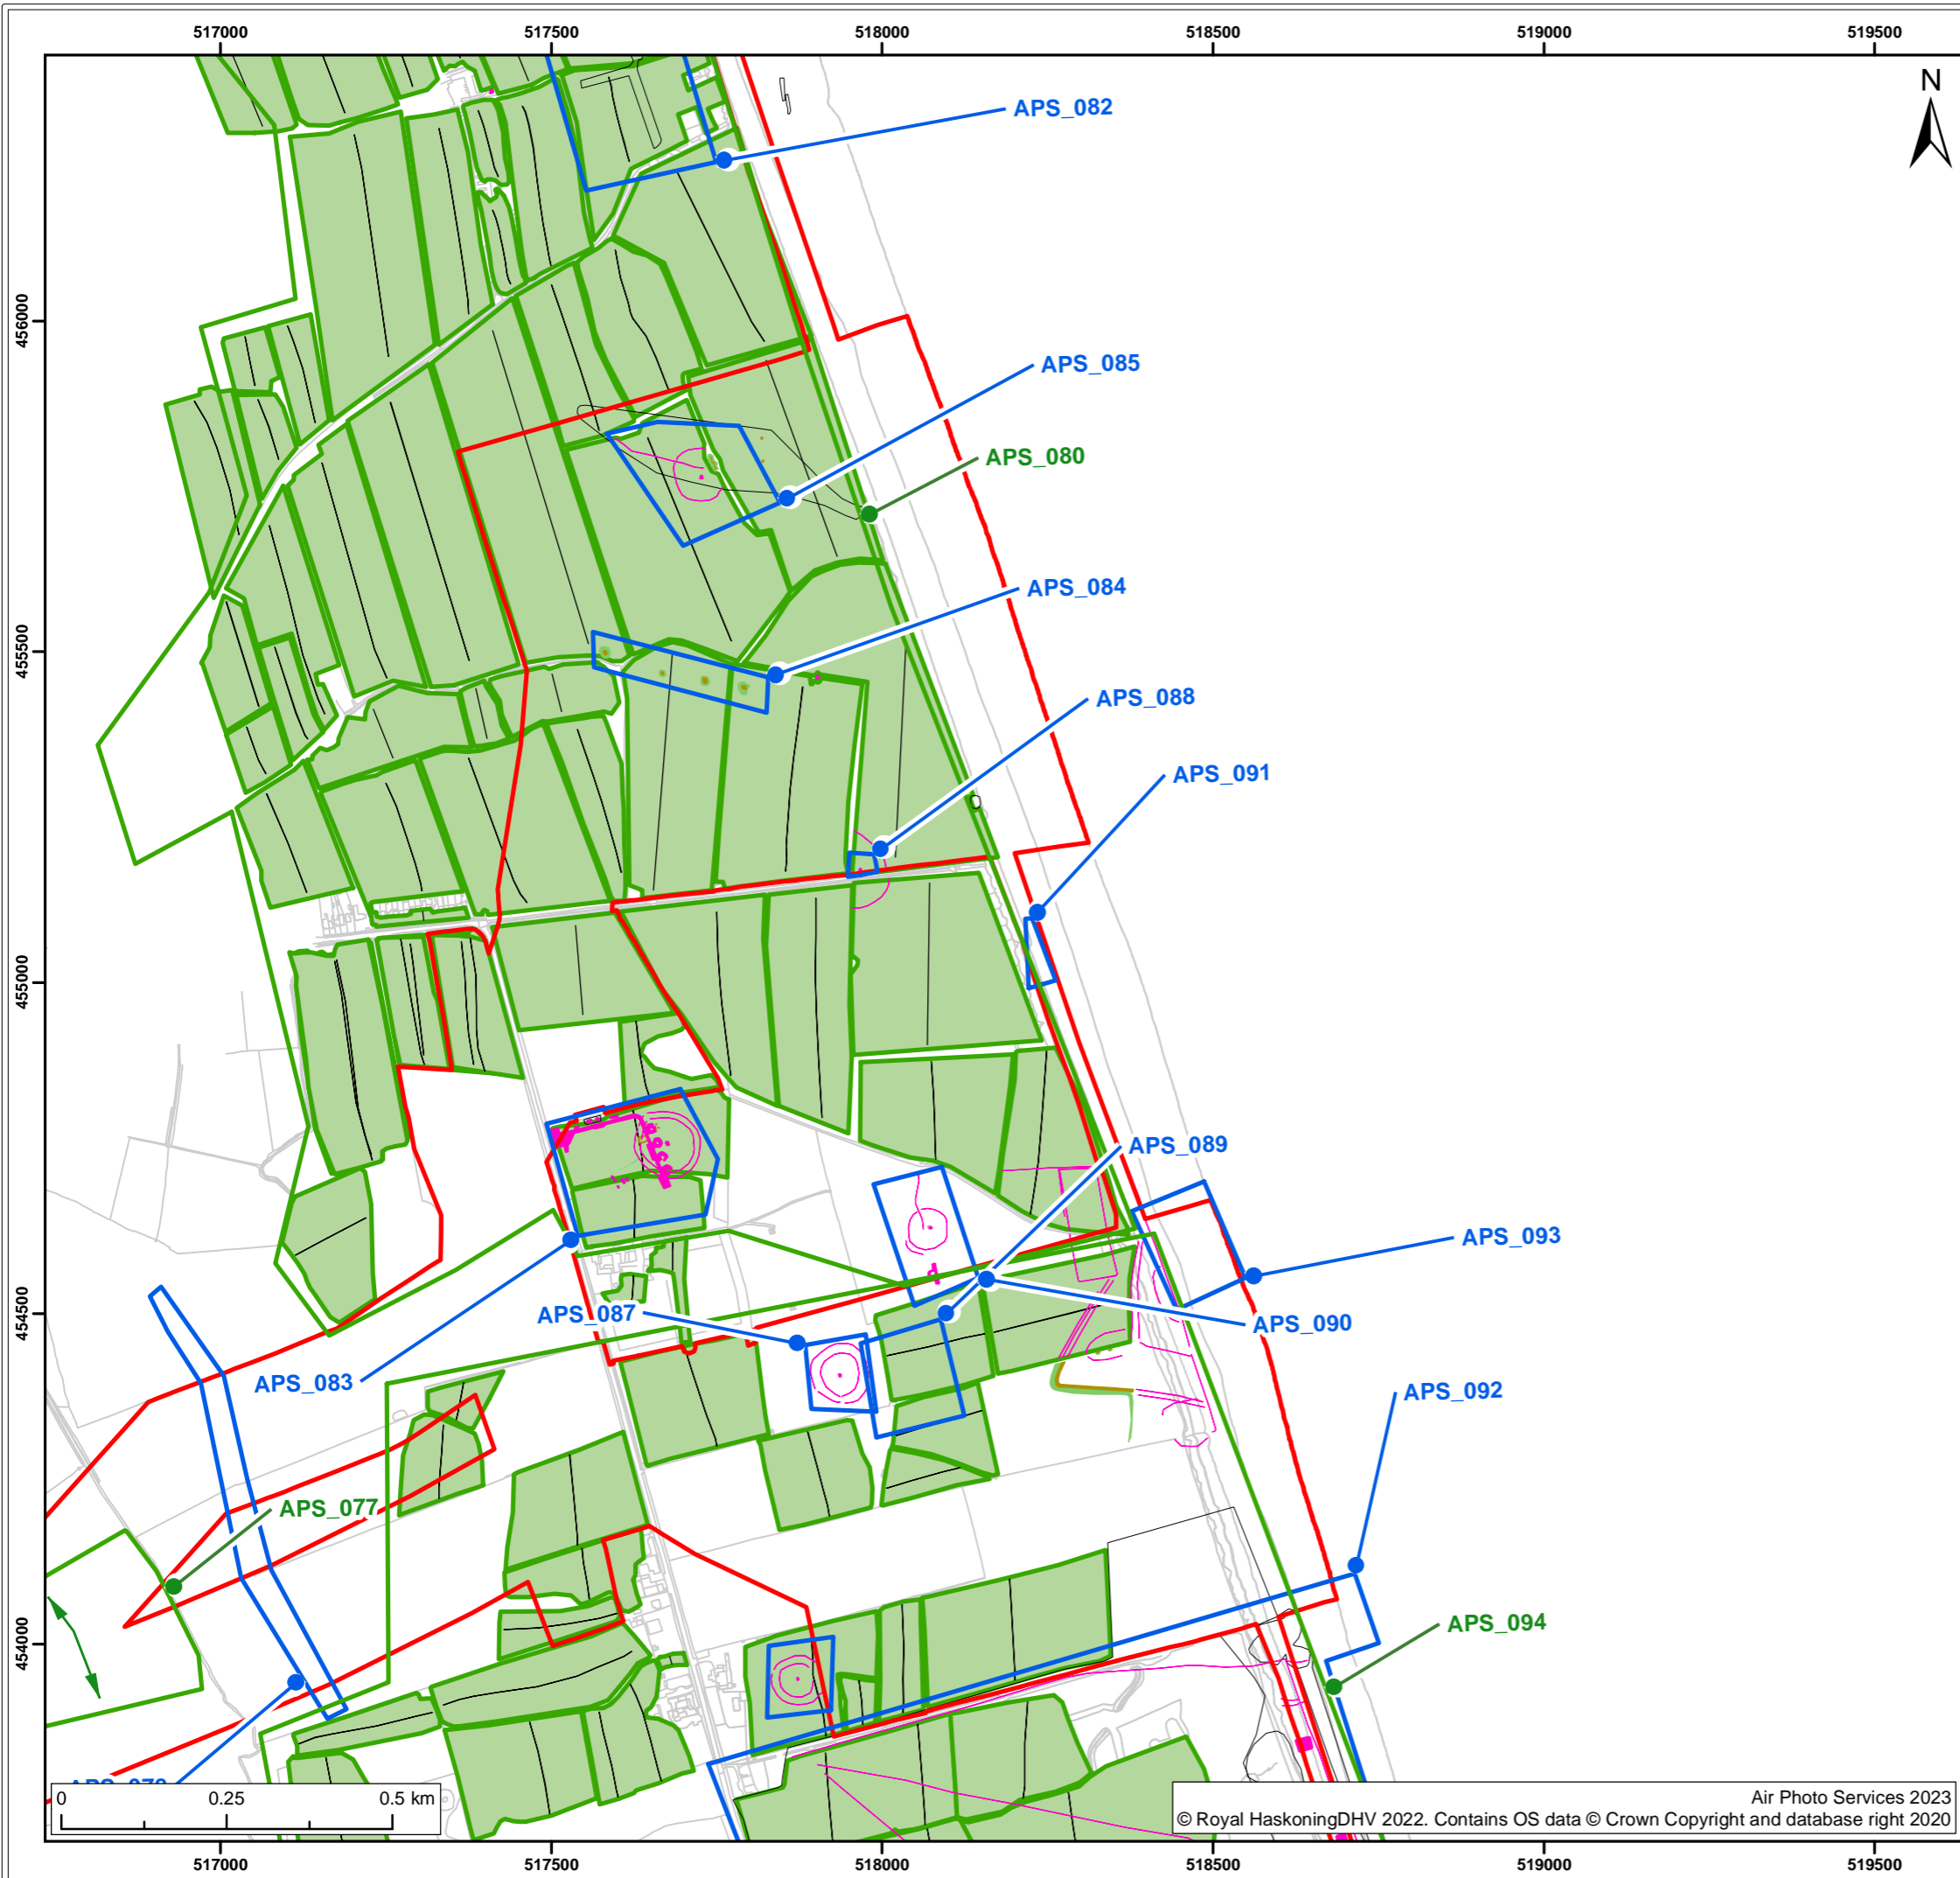 517000 517500 518000 518500 519000 519500
N
APS_082
456000
APS_085
APS_080
APS_084
455500
APS_088
APS_091
455000
APS_089
APS_093
454500
APS_087
APS_090
APS_083
APS_092
APS_077
454000
APS_094
0 0.25 0.5 km
Air Photo Services 2023
© Royal HaskoningDHV 2022. Contains OS data © Crown Copyright and database right 2020
517000 517500 518000 518500 519000 519500